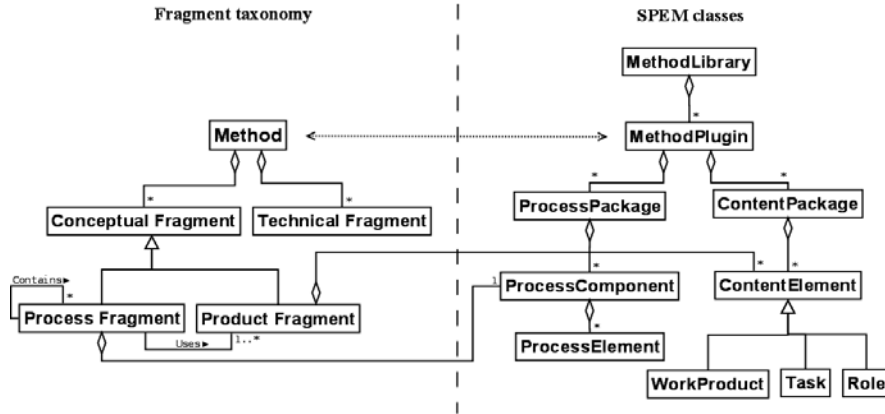 Fragment taxonomy
SPEM classes
MethodLibrary
*
Method
MethodPlugin
*
*
*
*
Conceptual Fragment
Technical Fragment
ProcessPackage
ContentPackage
Contains►
*
*
*
*
1
Process Fragment
Product Fragment
ProcessComponent
ContentElement
Uses►
1..*
*
ProcessElement
WorkProduct
Task
Role